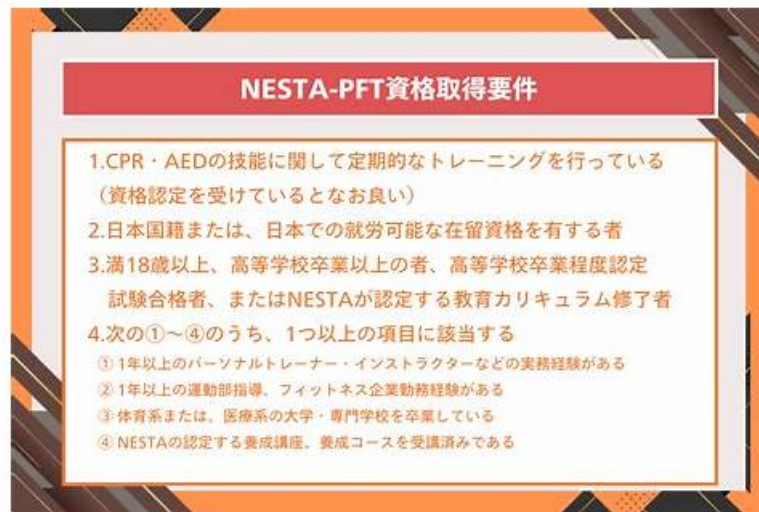 NESTA-PFT資格取得要件
1.CPR・AEDの技能に関して定期的なトレーニングを行っている
（資格認定を受けているとなお良い）
2.日本国籍または、日本での就労可能な在留資格を有する者
3.満18歳以上、高等学校卒業以上の者、高等学校卒業程度認定
試験合格者、またはNESTAが認定する教育カリキュラム修了者
4.次の①～④のうち、1つ以上の項目に該当する
① 1年以上のパーソナルトレーナー・インストラクターなどの実務経験がある
② 1年以上の運動部指導、フィットネス企業勤務経験がある
③ 体育系または、医療系の大学・専門学校を卒業している
④ NESTAの認定する養成講座、養成コースを受講済みである